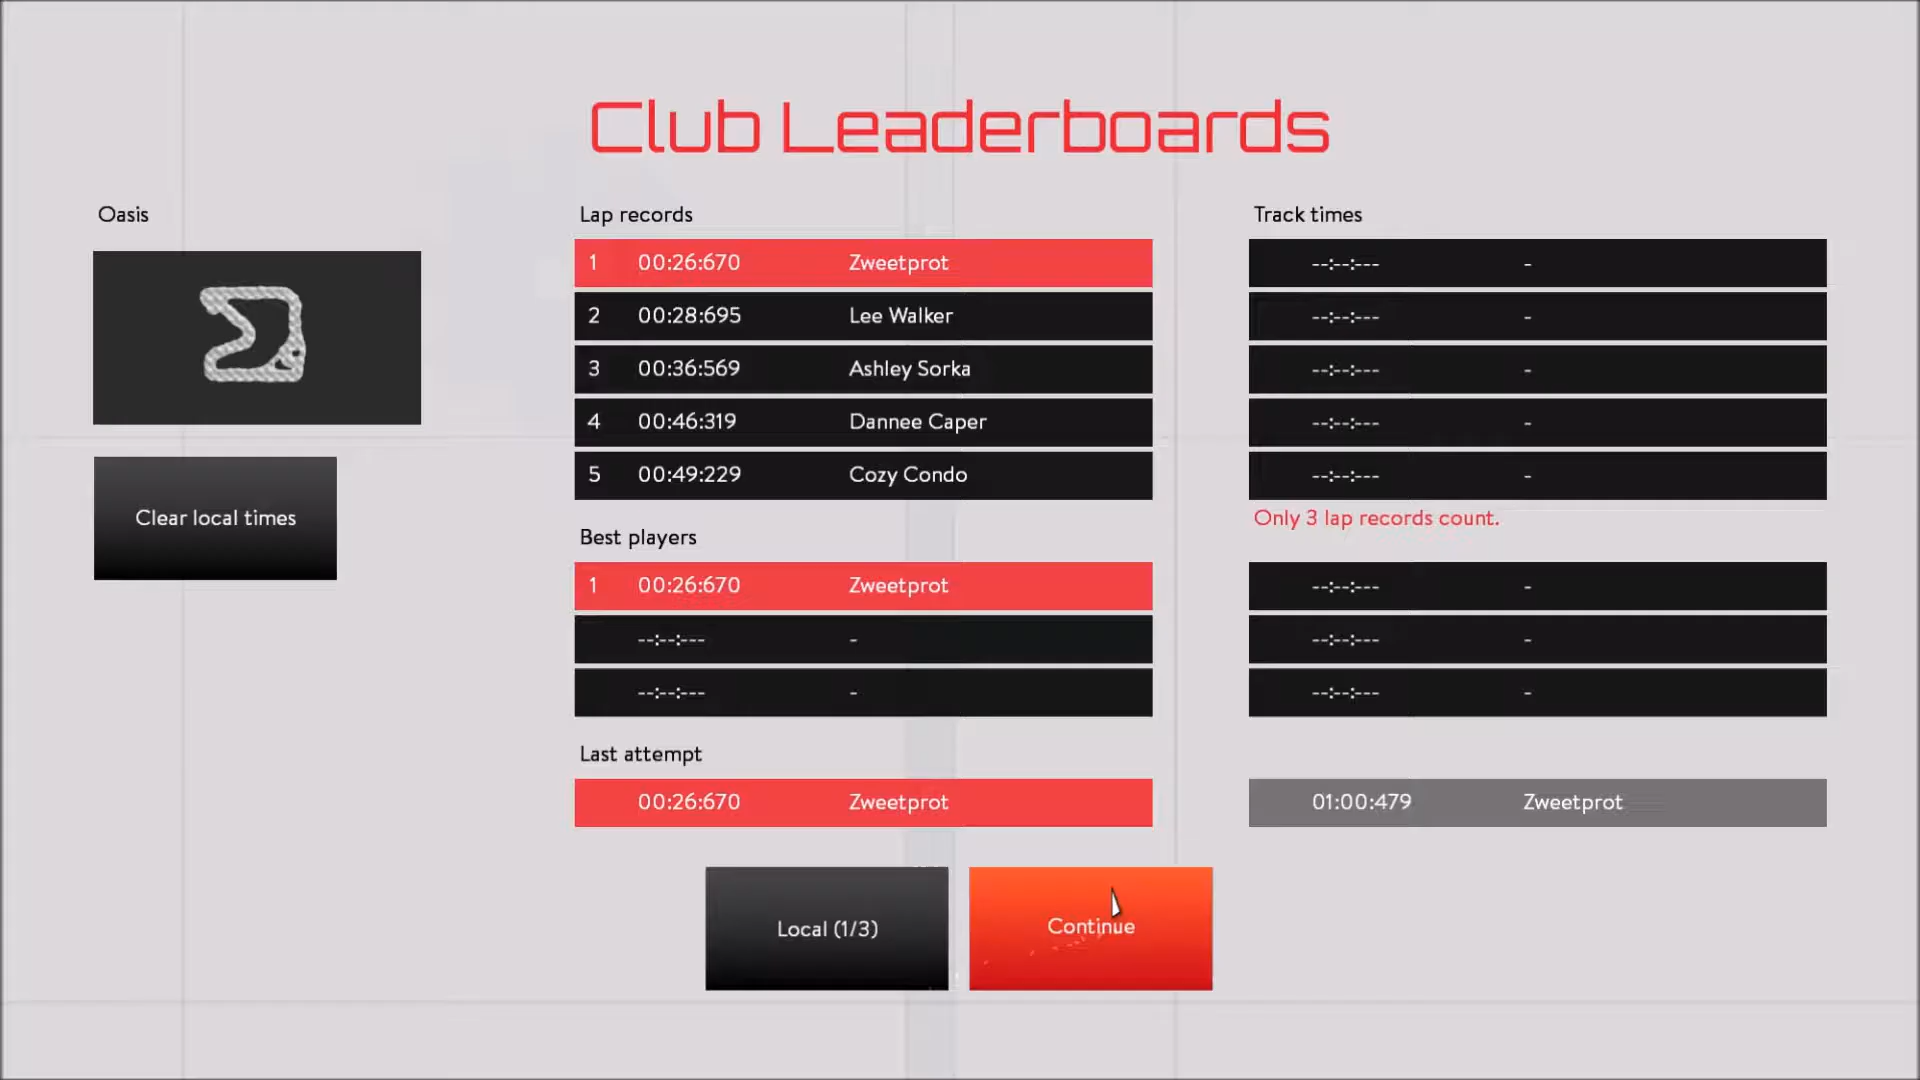 Club Leaderboards
Oasis
Clear local times
Lap records
1 00:26:670 Zweetprot
2 00:28:695 Lee Walker
3 00:36:569 Ashley Sorka
4 00:46:319 Dannee Caper
5 00:49:229 Cozy Condo
Best players
1 00:26:670 Zweetprot
--:--:--- -
--:--:--- -
Last attempt
00:26:670 Zweetprot
Track times
--:--:--- -
--:--:--- -
--:--:--- -
--:--:--- -
--:--:--- -
Only 3 lap records count.
--:--:--- -
--:--:--- -
--:--:--- -
01:00:479 Zweetprot
Local (1/3)
Continue